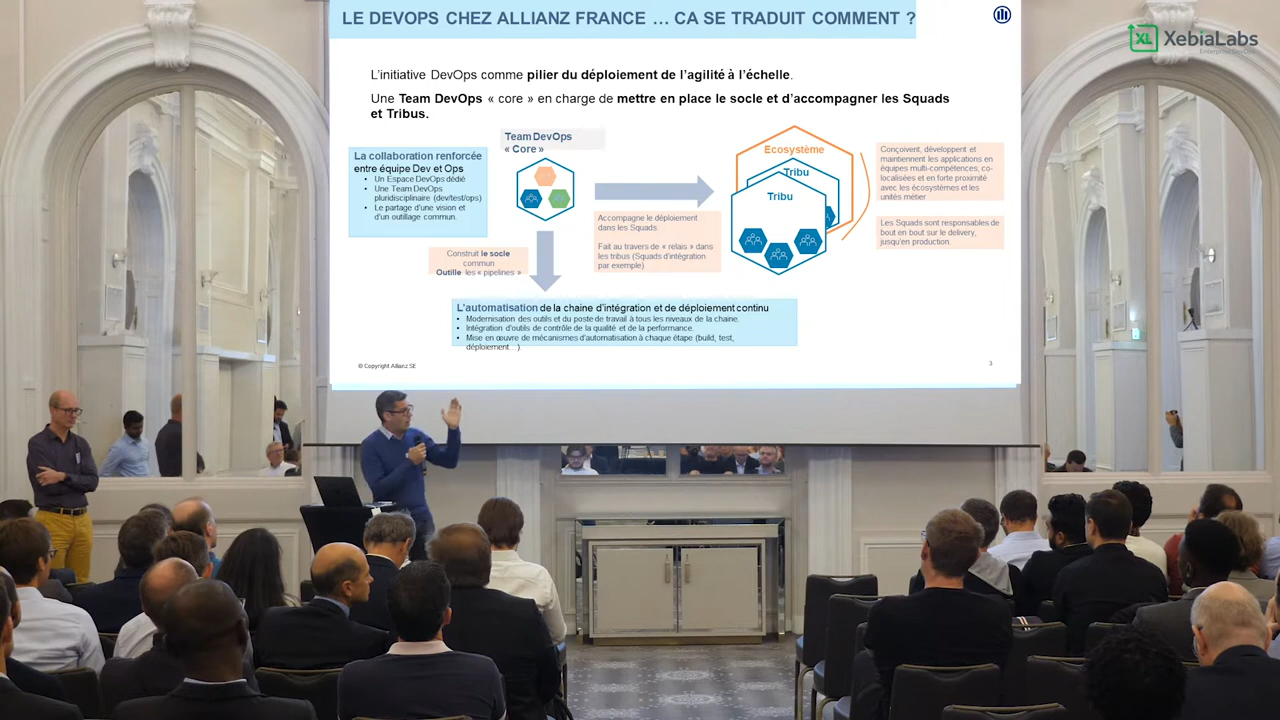 LE DEVOPS CHEZ ALLIANZ FRANCE … CA SE TRADUIT COMMENT ?
XL XebiaLabs
Enterprise DevOps
L'initiative DevOps comme pilier du déploiement de l'agilité à l'échelle.
Une Team DevOps « core » en charge de mettre en place le socle et d'accompagner les Squads
et Tribus.
La collaboration renforcée
entre équipe Dev et Ops
• Un Espace DevOps dédié
• Une Team DevOps
pluridisciplinaire (dev/test/ops)
• Le partage d'une vision et
d'un outillage commun.
Team DevOps
« Core »
Construit le socle
commun
Outille les « pipelines »
Accompagne le déploiement
dans les Squads.
Fait au travers de « relais » dans
les tribus (Squads d'intégration
par exemple)
Ecosystème
Tribu
Tribu
Conçoivent, développent et
maintiennent les applications en
équipes multi-compétences, co-
localisées et en forte proximité
avec les écosystèmes et les
unités métier
Les Squads sont responsables de
bout en bout sur le delivery,
jusqu'en production.
L'automatisation de la chaine d'intégration et de déploiement continu
• Modernisation des outils et du poste de travail à tous les niveaux de la chaine.
• Intégration d'outils de contrôle de la qualité et de la performance.
• Mise en œuvre de mécanismes d'automatisation à chaque étape (build, test,
déploiement…)
© Copyright Allianz SE
3